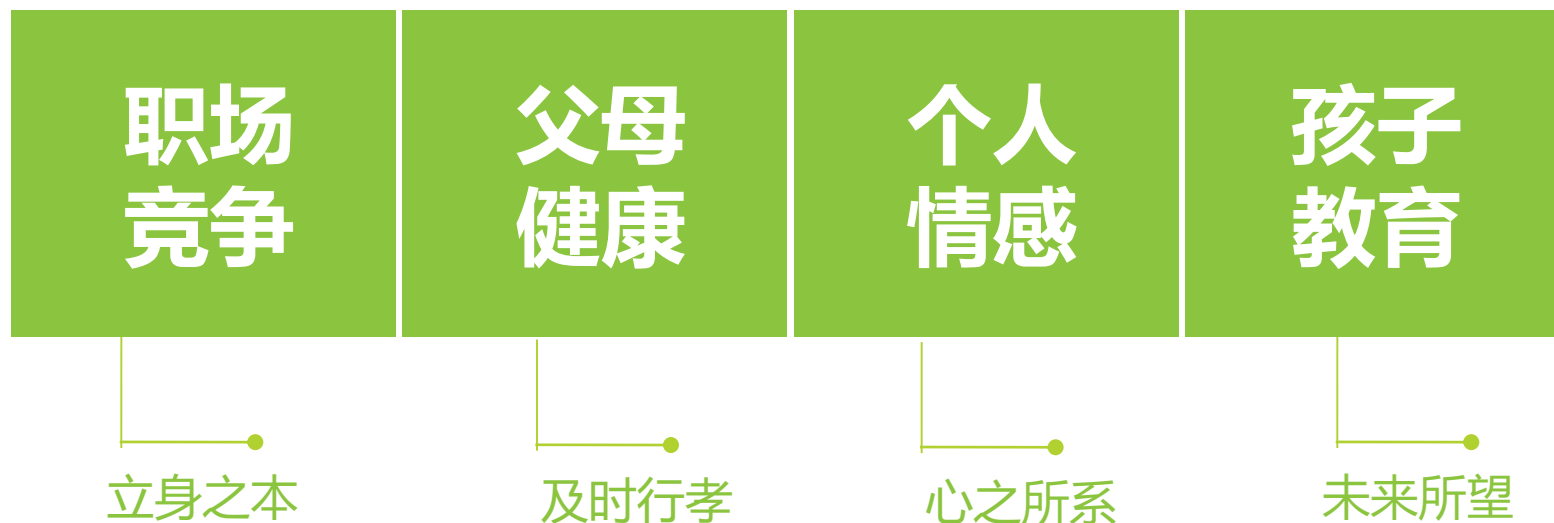 职场
竞争
父母
健康
个人
情感
孩子
教育
立身之本
及时行孝
心之所系
未来所望